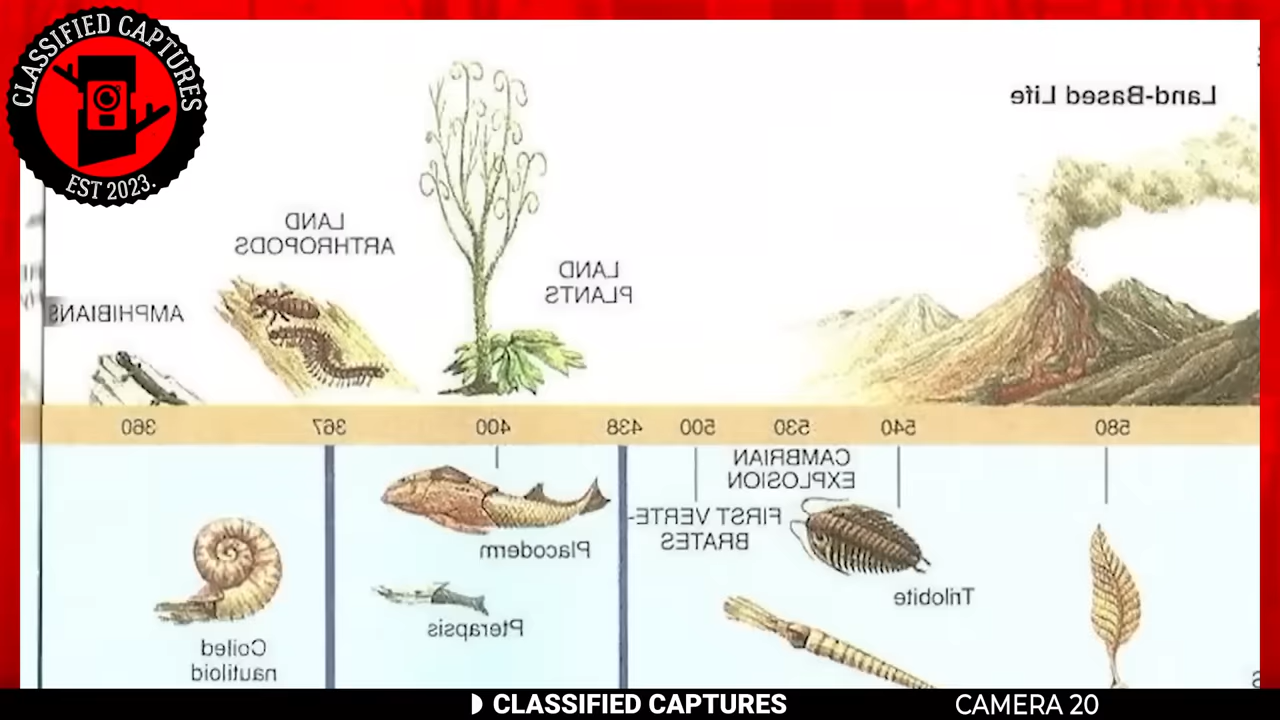 CLASSIFIED CAPTURES
EST 2023.
Land-Based Life
LAND
ARTHROPODS
LAND
PLANTS
AMPHIBIANS
580
540
530
500
438
400
367
360
CAMBRIAN
EXPLOSION
FIRST VERTE-
BRATES
Trilobite
Placoderm
Pterapsis
Coiled
nautiloid
CLASSIFIED CAPTURES
CAMERA 20